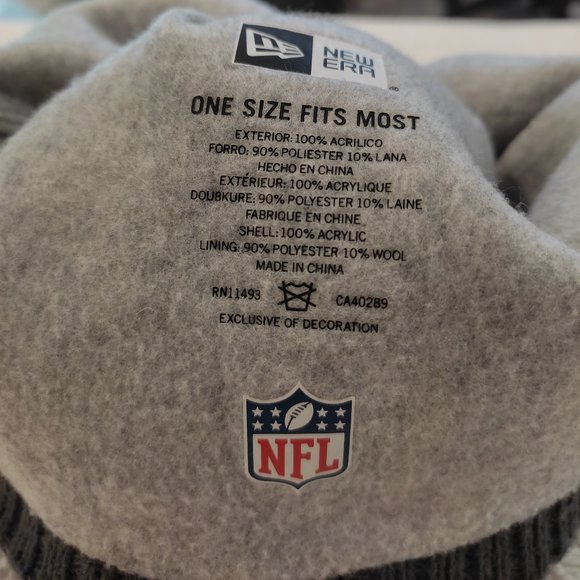 NEW
ERA
®
ONE SIZE FITS MOST
EXTERIOR: 100% ACRILICO
FORRO: 90% POLIESTER 10% LANA
HECHO EN CHINA
EXTÉRIEUR: 100% ACRYLIQUE
DOUBKURE: 90% POLYESTER 10% LAINE
FABRIQUE EN CHINE
SHELL: 100% ACRYLIC
LINING: 90% POLYESTER 10% WOOL
MADE IN CHINA
RN11493 CA40289
EXCLUSIVE OF DECORATION
NFL